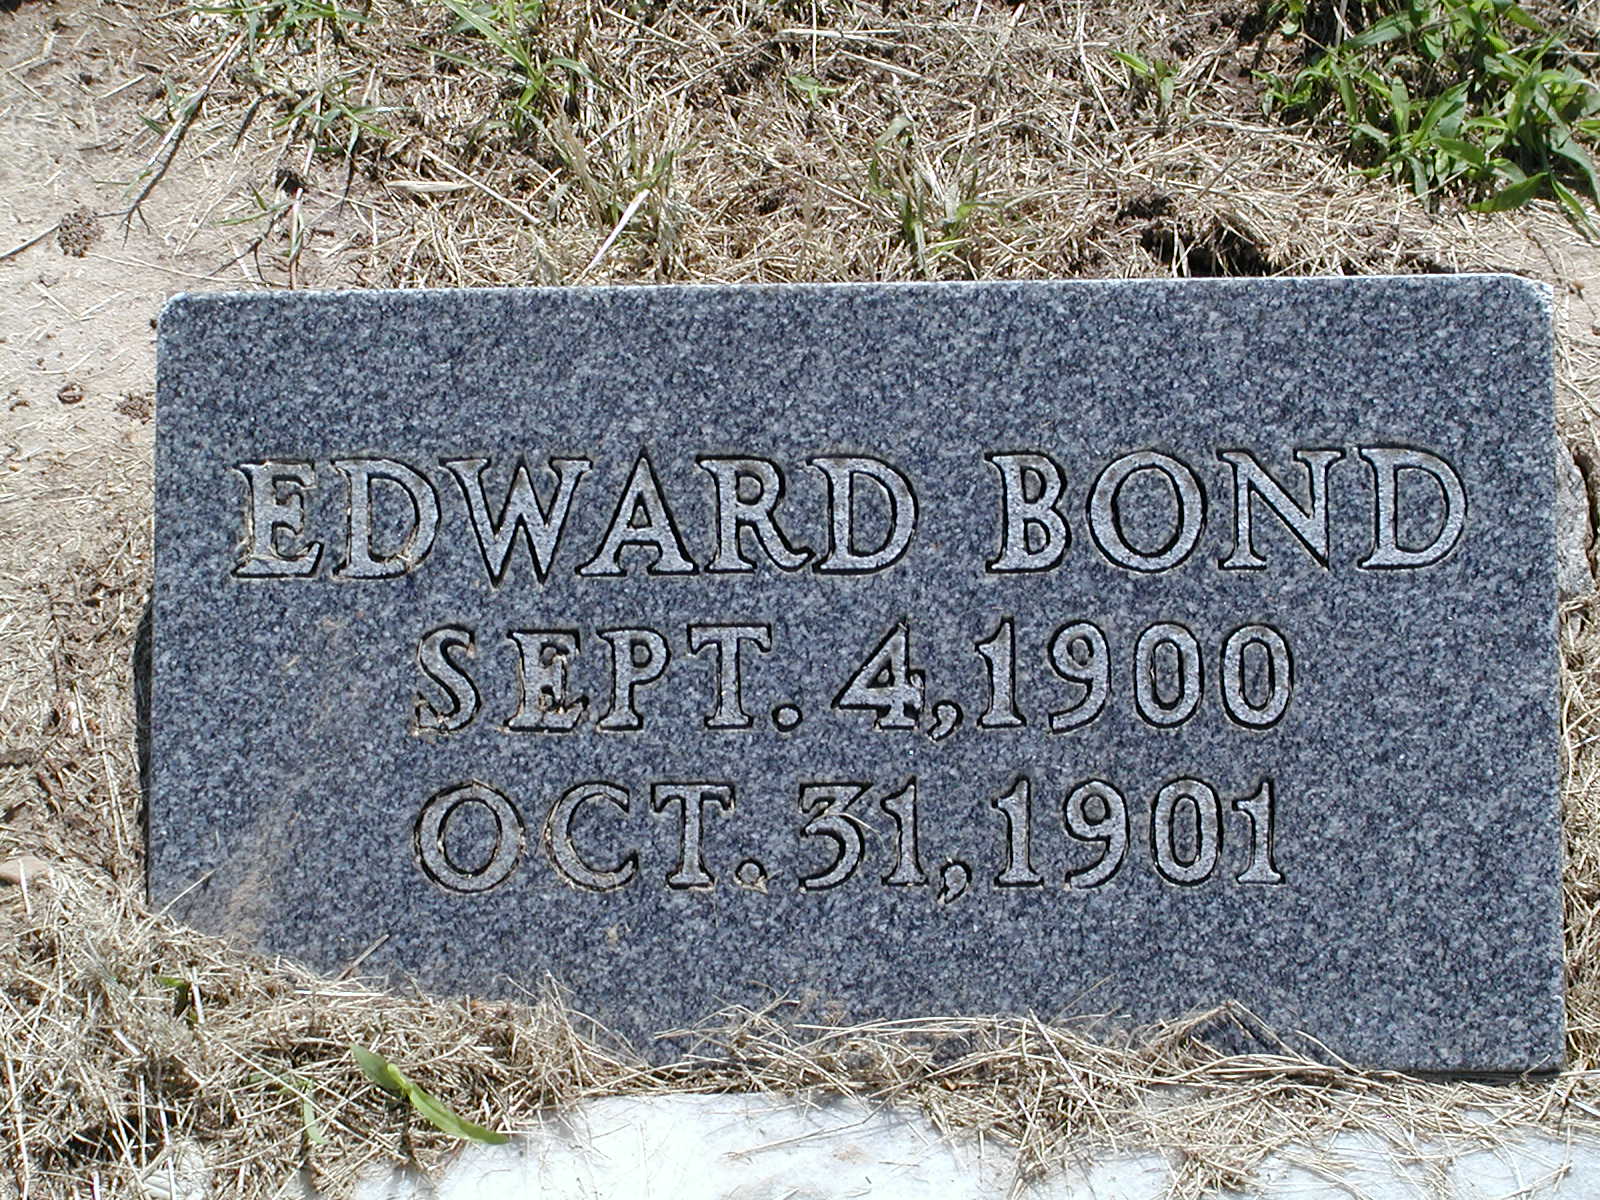 EDWARD BOND
SEPT. 4, 1900
OCT. 31, 1901